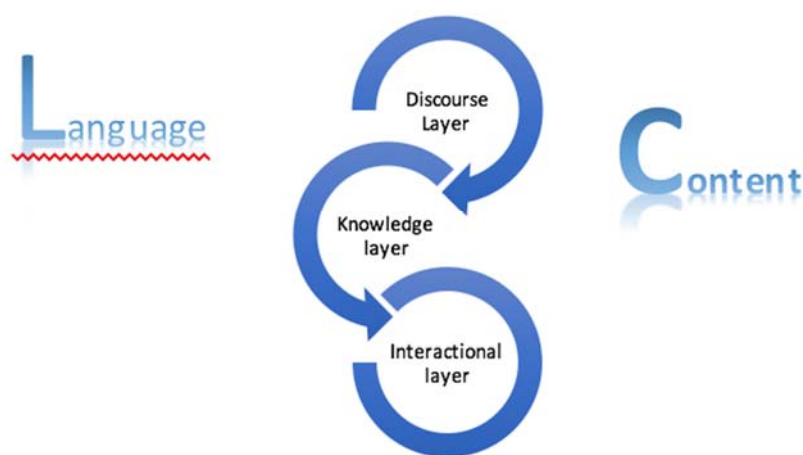 Language
Discourse
Layer
Content
Knowledge
layer
Interactional
layer